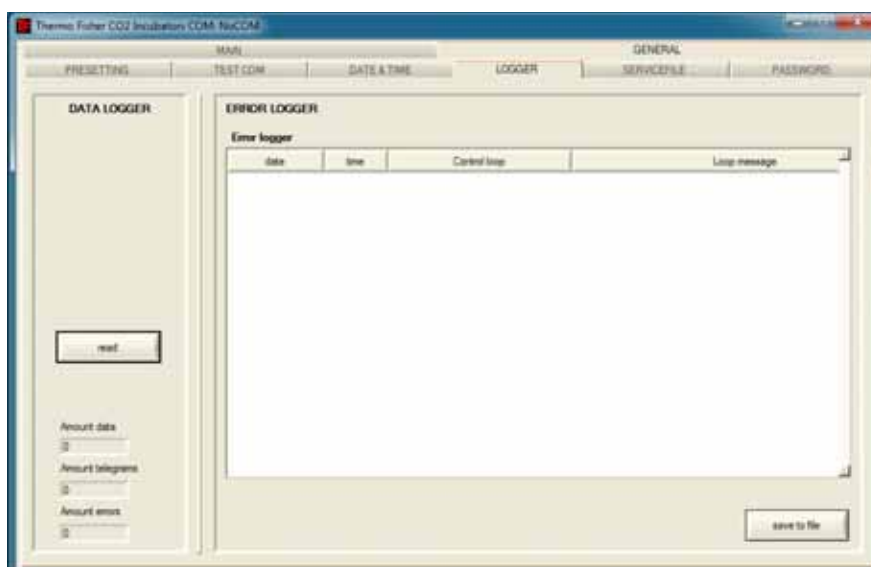 Thermo Fisher CO2 Incubators COM: NoCOM
MAIN GENERAL
PRESETTING TEST COM DATE & TIME LOGGER SERVICEFILE PASSWORD
DATA LOGGER
ERROR LOGGER
Error logger
date time Control loop Loop message
read
Amount data
0
Amount telegrams
0
Amount errors
0
save to file